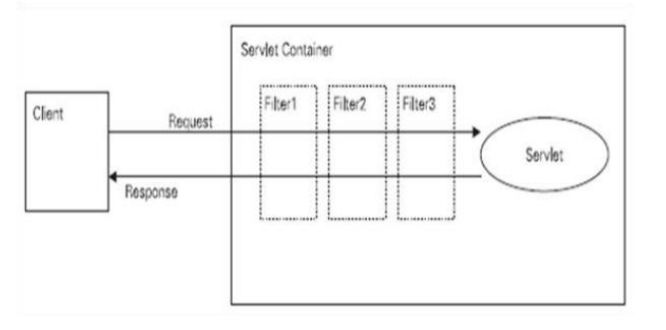 Servlet Container
Client
Filter1
Filter2
Filter3
Request
Servlet
Response